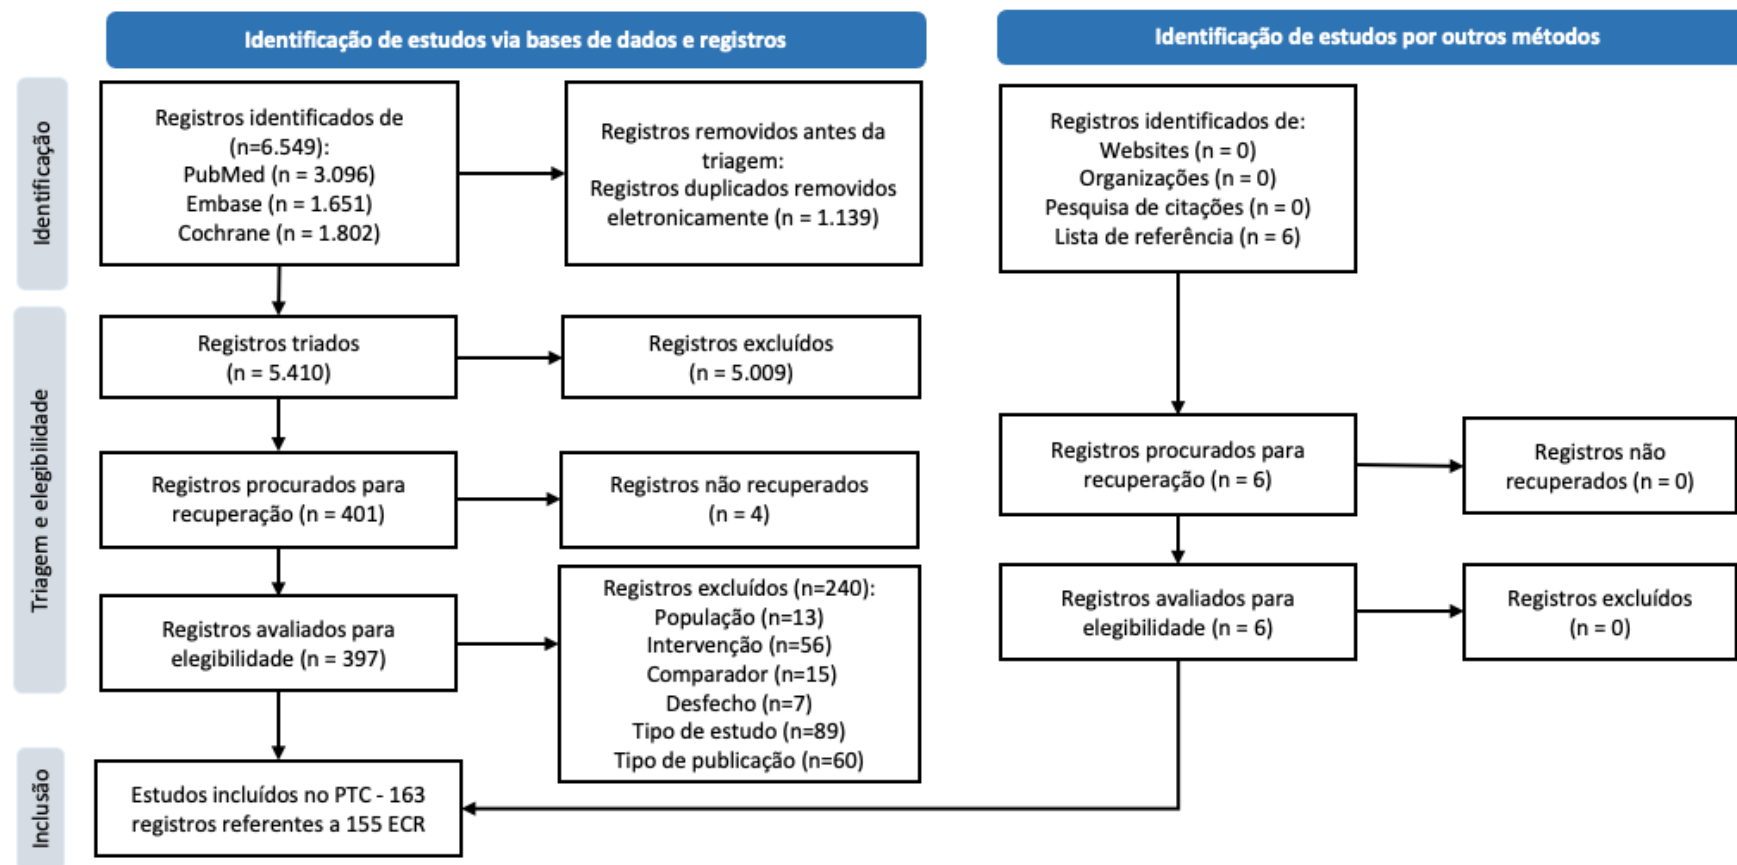 Identificação de estudos via bases de dados e registros
Identificação de estudos por outros métodos
Identificação
Registros identificados de
(n=6.549):
PubMed (n = 3.096)
Embase (n = 1.651)
Cochrane (n = 1.802)
Registros removidos antes da
triagem:
Registros duplicados removidos
eletronicamente (n = 1.139)
Registros identificados de:
Websites (n = 0)
Organizações (n = 0)
Pesquisa de citações (n = 0)
Lista de referência (n = 6)
Triagem e elegibilidade
Registros triados
(n = 5.410)
Registros excluídos
(n = 5.009)
Registros procurados para
recuperação (n = 401)
Registros não recuperados
(n = 4)
Registros procurados para
recuperação (n = 6)
Registros não
recuperados (n = 0)
Registros avaliados para
elegibilidade (n = 397)
Registros excluídos (n=240):
População (n=13)
Intervenção (n=56)
Comparador (n=15)
Desfecho (n=7)
Tipo de estudo (n=89)
Tipo de publicação (n=60)
Registros avaliados para
elegibilidade (n = 6)
Registros excluídos
(n = 0)
Inclusão
Estudos incluídos no PTC - 163
registros referentes a 155 ECR